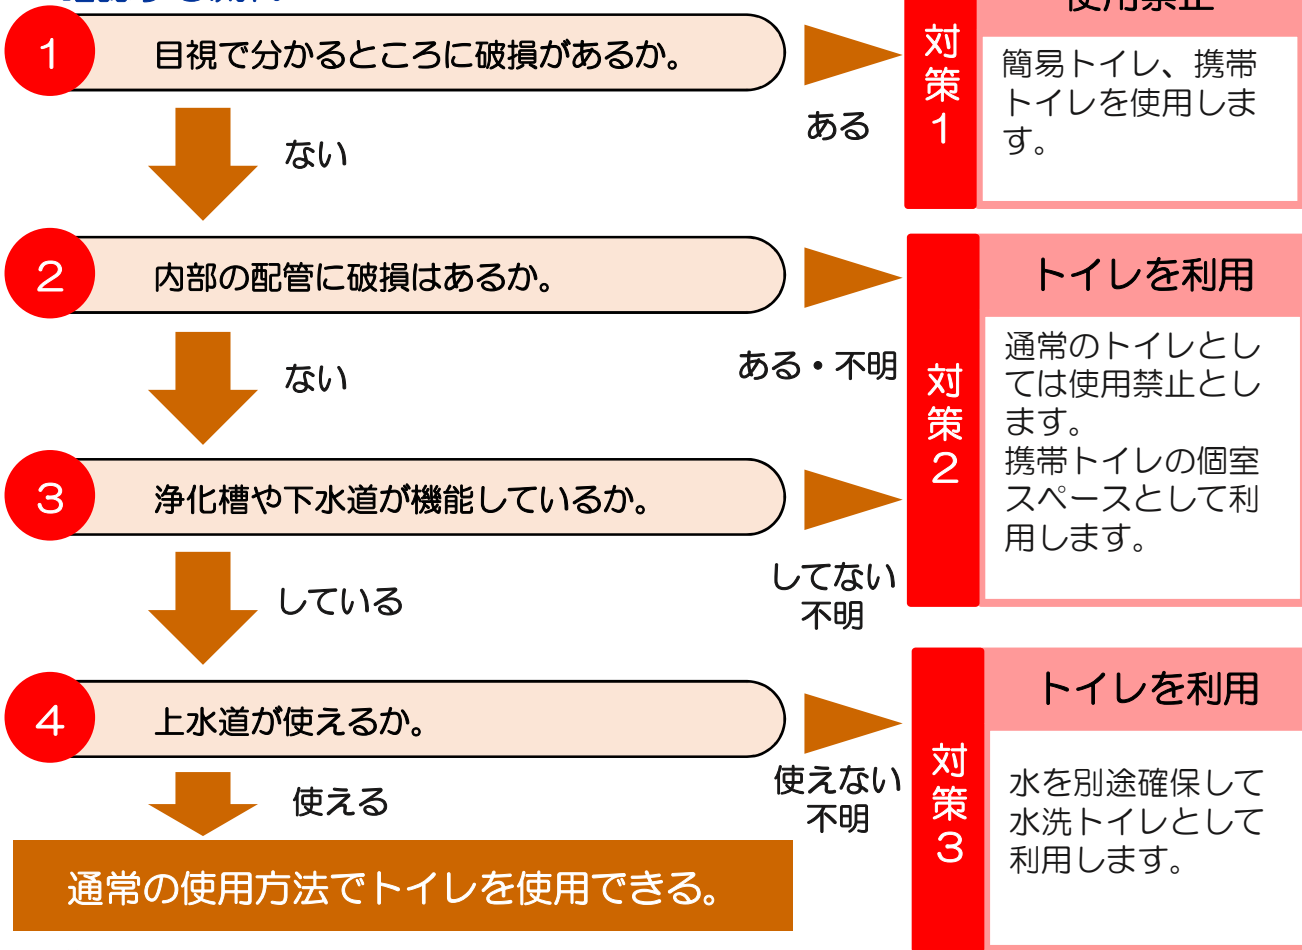 1
目視で分かるところに破損があるか。
ある
対策1
使用禁止
簡易トイレ、携帯
トイレを使用しま
す。
ない
2
内部の配管に破損はあるか。
ある・不明
ない
対策2
トイレを利用
通常のトイレとし
ては使用禁止とし
ます。
携帯トイレの個室
スペースとして利
用します。
3
浄化槽や下水道が機能しているか。
してない
不明
している
4
上水道が使えるか。
使えない
不明
使える
対策3
トイレを利用
水を別途確保して
水洗トイレとして
利用します。
通常の使用方法でトイレを使用できる。